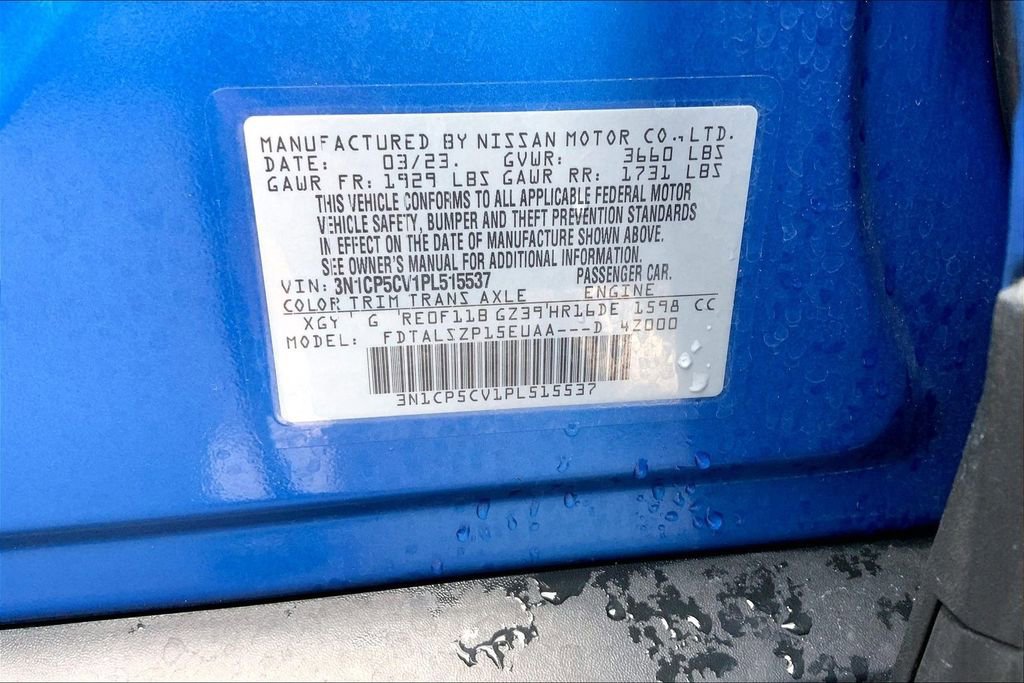 MANUFACTURED BY NISSAN MOTOR CO.,LTD.
DATE: 03/23. GVWR: 3660 LBS
GAWR FR: 1929 LBS GAWR RR: 1731 LBS
THIS VEHICLE CONFORMS TO ALL APPLICABLE FEDERAL MOTOR
VEHICLE SAFETY, BUMPER AND THEFT PREVENTION STANDARDS
IN EFFECT ON THE DATE OF MANUFACTURE SHOWN ABOVE.
SEE OWNER'S MANUAL FOR ADDITIONAL INFORMATION.
VIN: 3N1CP5CV1PL515537 PASSENGER CAR.
COLOR TRIM TRANS AXLE ENGINE
XGY ' G ' RE0F11B GZ39'HR16DE 1598 CC
MODEL: FDTALSZP15EUAA---D 4Z000
3N1CP5CV1PL515537